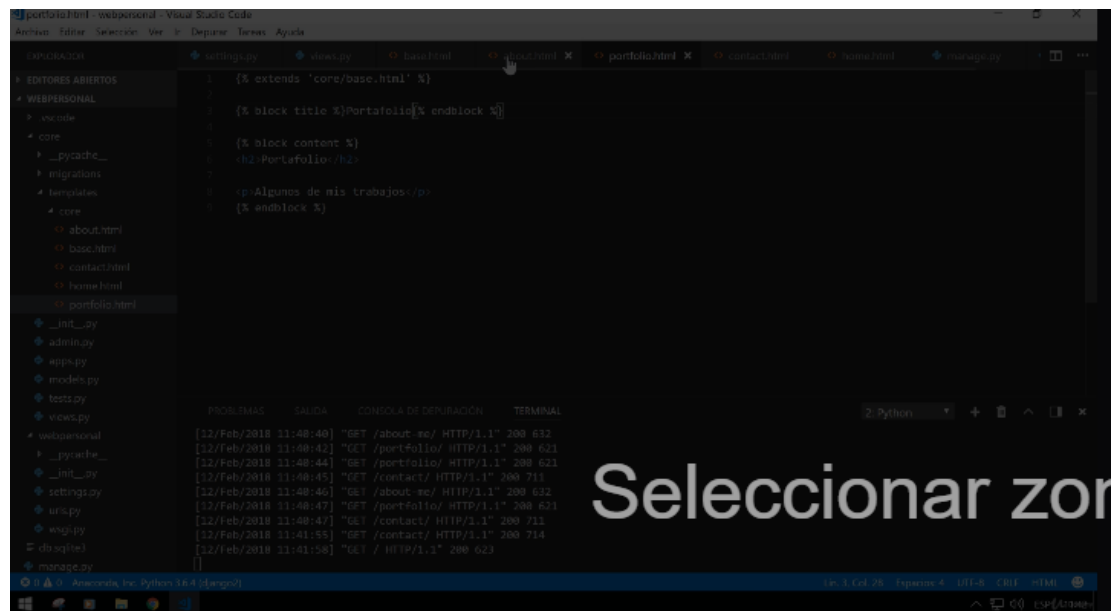 portfolio.html - webpersonal - Visual Studio Code
Archivo Editar Selección Ver Ir Depurar Tareas Ayuda
EXPLORADOR
settings.py views.py base.html about.html portfolio.html contact.html home.html manage.py
EDITORES ABIERTOS
WEBPERSONAL
vscode
core
__pycache__
migrations
templates
core
about.html
base.html
contact.html
home.html
portfolio.html
__init__.py
admin.py
apps.py
models.py
tests.py
views.py
webpersonal
__pycache__
__init__.py
settings.py
urls.py
wsgi.py
db.sqlite3
manage.py
1 {% extends 'core/base.html' %}
2
3 {% block title %}Portafolio{% endblock %}
4
5 {% block content %}
6 <h2>Portafolio</h2>
7
8 <p>Algunos de mis trabajos</p>
9 {% endblock %}
PROBLEMAS SALIDA CONSOLA DE DEPURACIÓN TERMINAL
2: Python
[12/Feb/2018 11:40:40] "GET /about-me/ HTTP/1.1" 200 632
[12/Feb/2018 11:40:42] "GET /portfolio/ HTTP/1.1" 200 621
[12/Feb/2018 11:40:44] "GET /portfolio/ HTTP/1.1" 200 621
[12/Feb/2018 11:40:45] "GET /contact/ HTTP/1.1" 200 711
[12/Feb/2018 11:40:46] "GET /about-me/ HTTP/1.1" 200 632
[12/Feb/2018 11:40:47] "GET /portfolio/ HTTP/1.1" 200 621
[12/Feb/2018 11:40:47] "GET /contact/ HTTP/1.1" 200 711
[12/Feb/2018 11:41:55] "GET /contact/ HTTP/1.1" 200 714
[12/Feb/2018 11:41:58] "GET / HTTP/1.1" 200 623
Seleccionar zor
0 0 Anaconda, Inc. Python 3.6.4 (django2)
Lín. 3, Col. 28 Espacios: 4 UTF-8 CRLF HTML
ESP